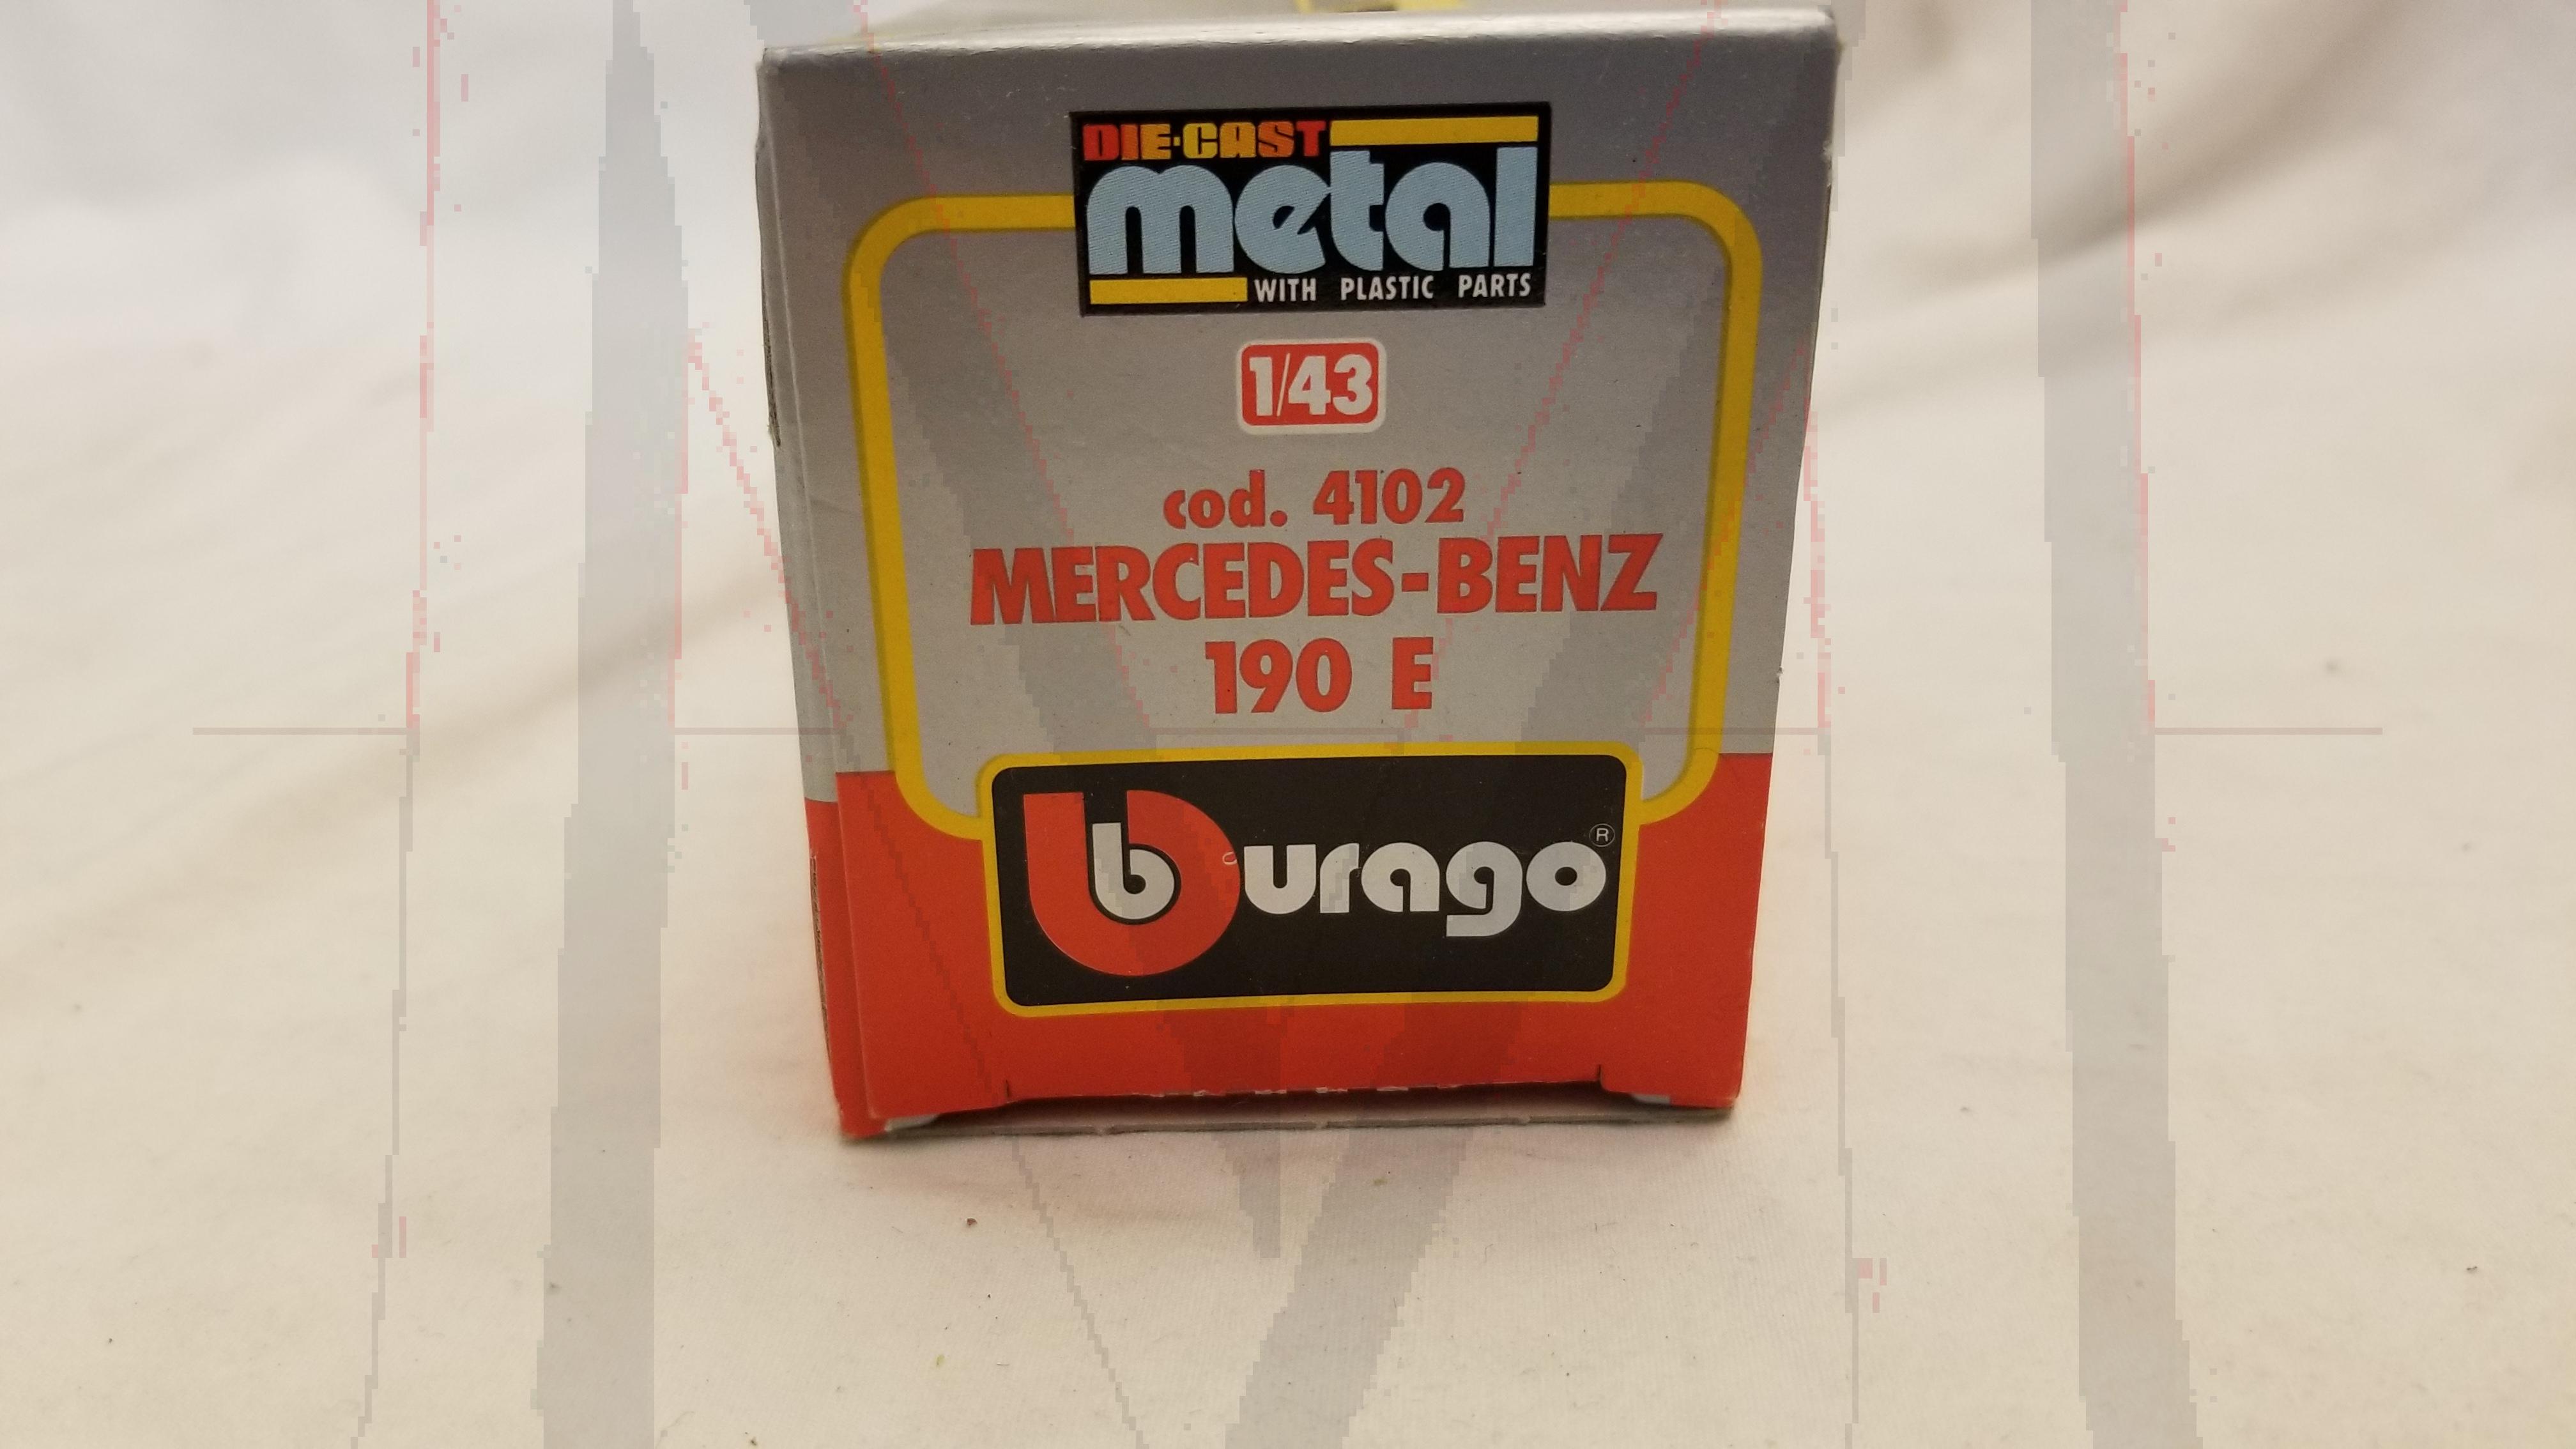 DIE·CAST
metal
WITH PLASTIC PARTS
1/43
cod. 4102
MERCEDES-BENZ
190 E
burago®